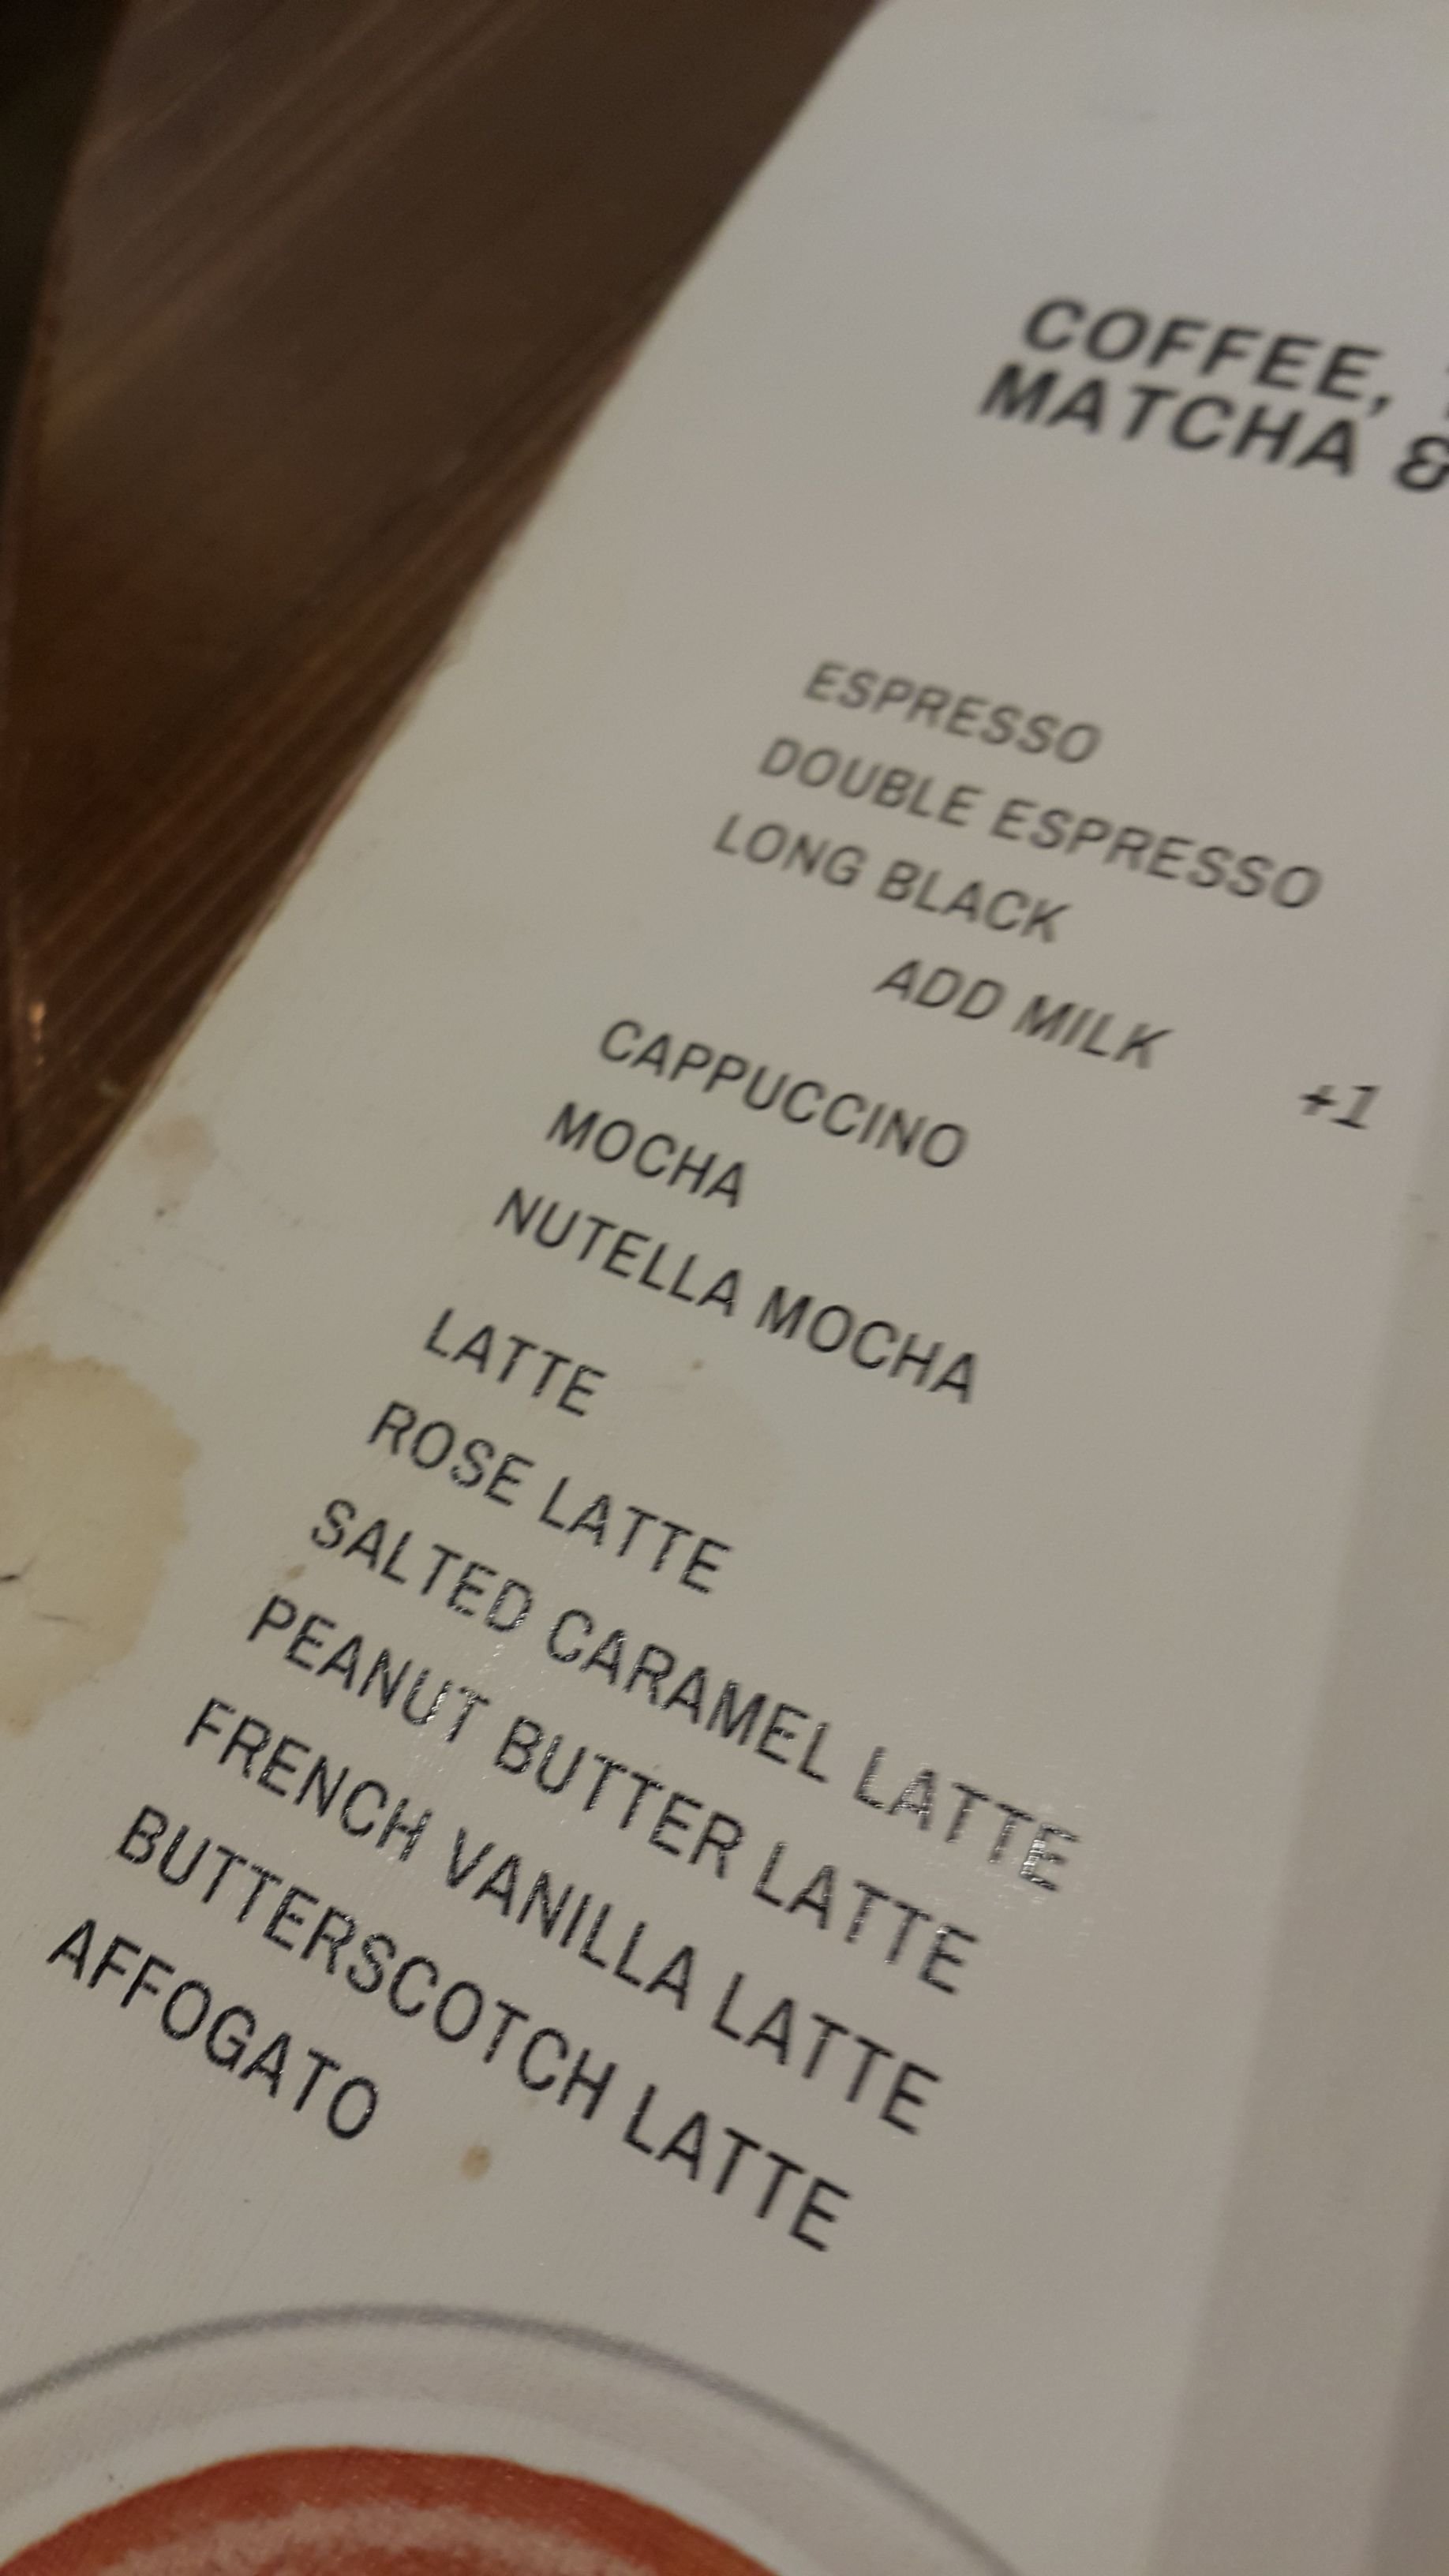 COFFEE,
MATCHA &
ESPRESSO
DOUBLE ESPRESSO
LONG BLACK
ADD MILK +1
CAPPUCCINO
MOCHA
NUTELLA MOCHA
LATTE
ROSE LATTE
SALTED CARAMEL LATTE
PEANUT BUTTER LATTE
FRENCH VANILLA LATTE
BUTTERSCOTCH LATTE
AFFOGATO